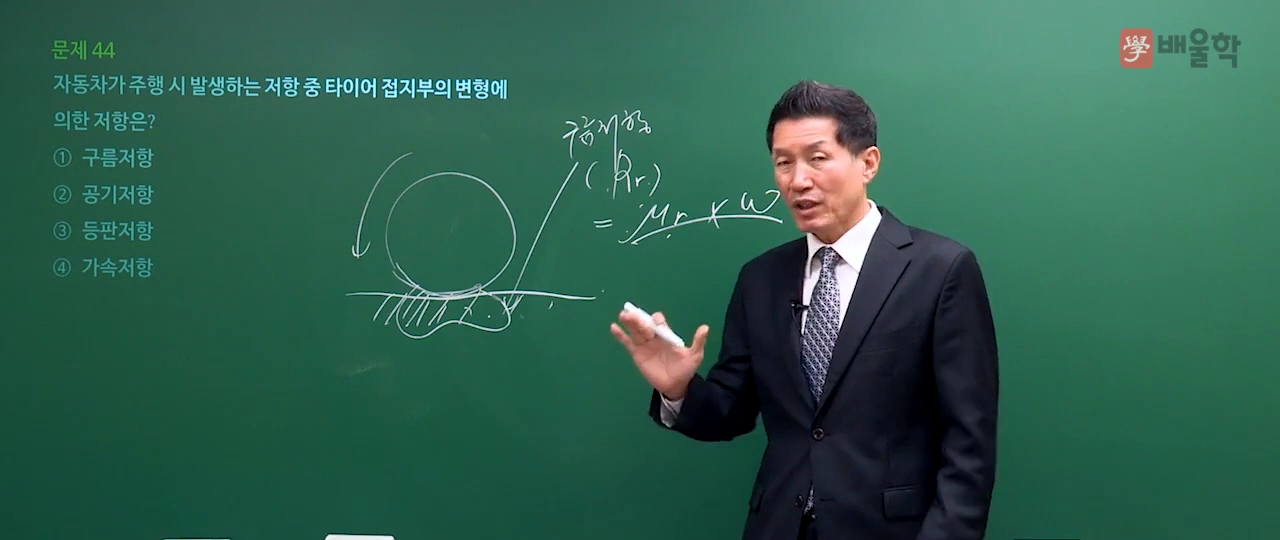 學 배울학
문제 44
자동차가 주행 시 발생하는 저항 중 타이어 접지부의 변형에
의한 저항은?
① 구름저항
② 공기저항
③ 등판저항
④ 가속저항
구름저항
(Rr)
= μr × W